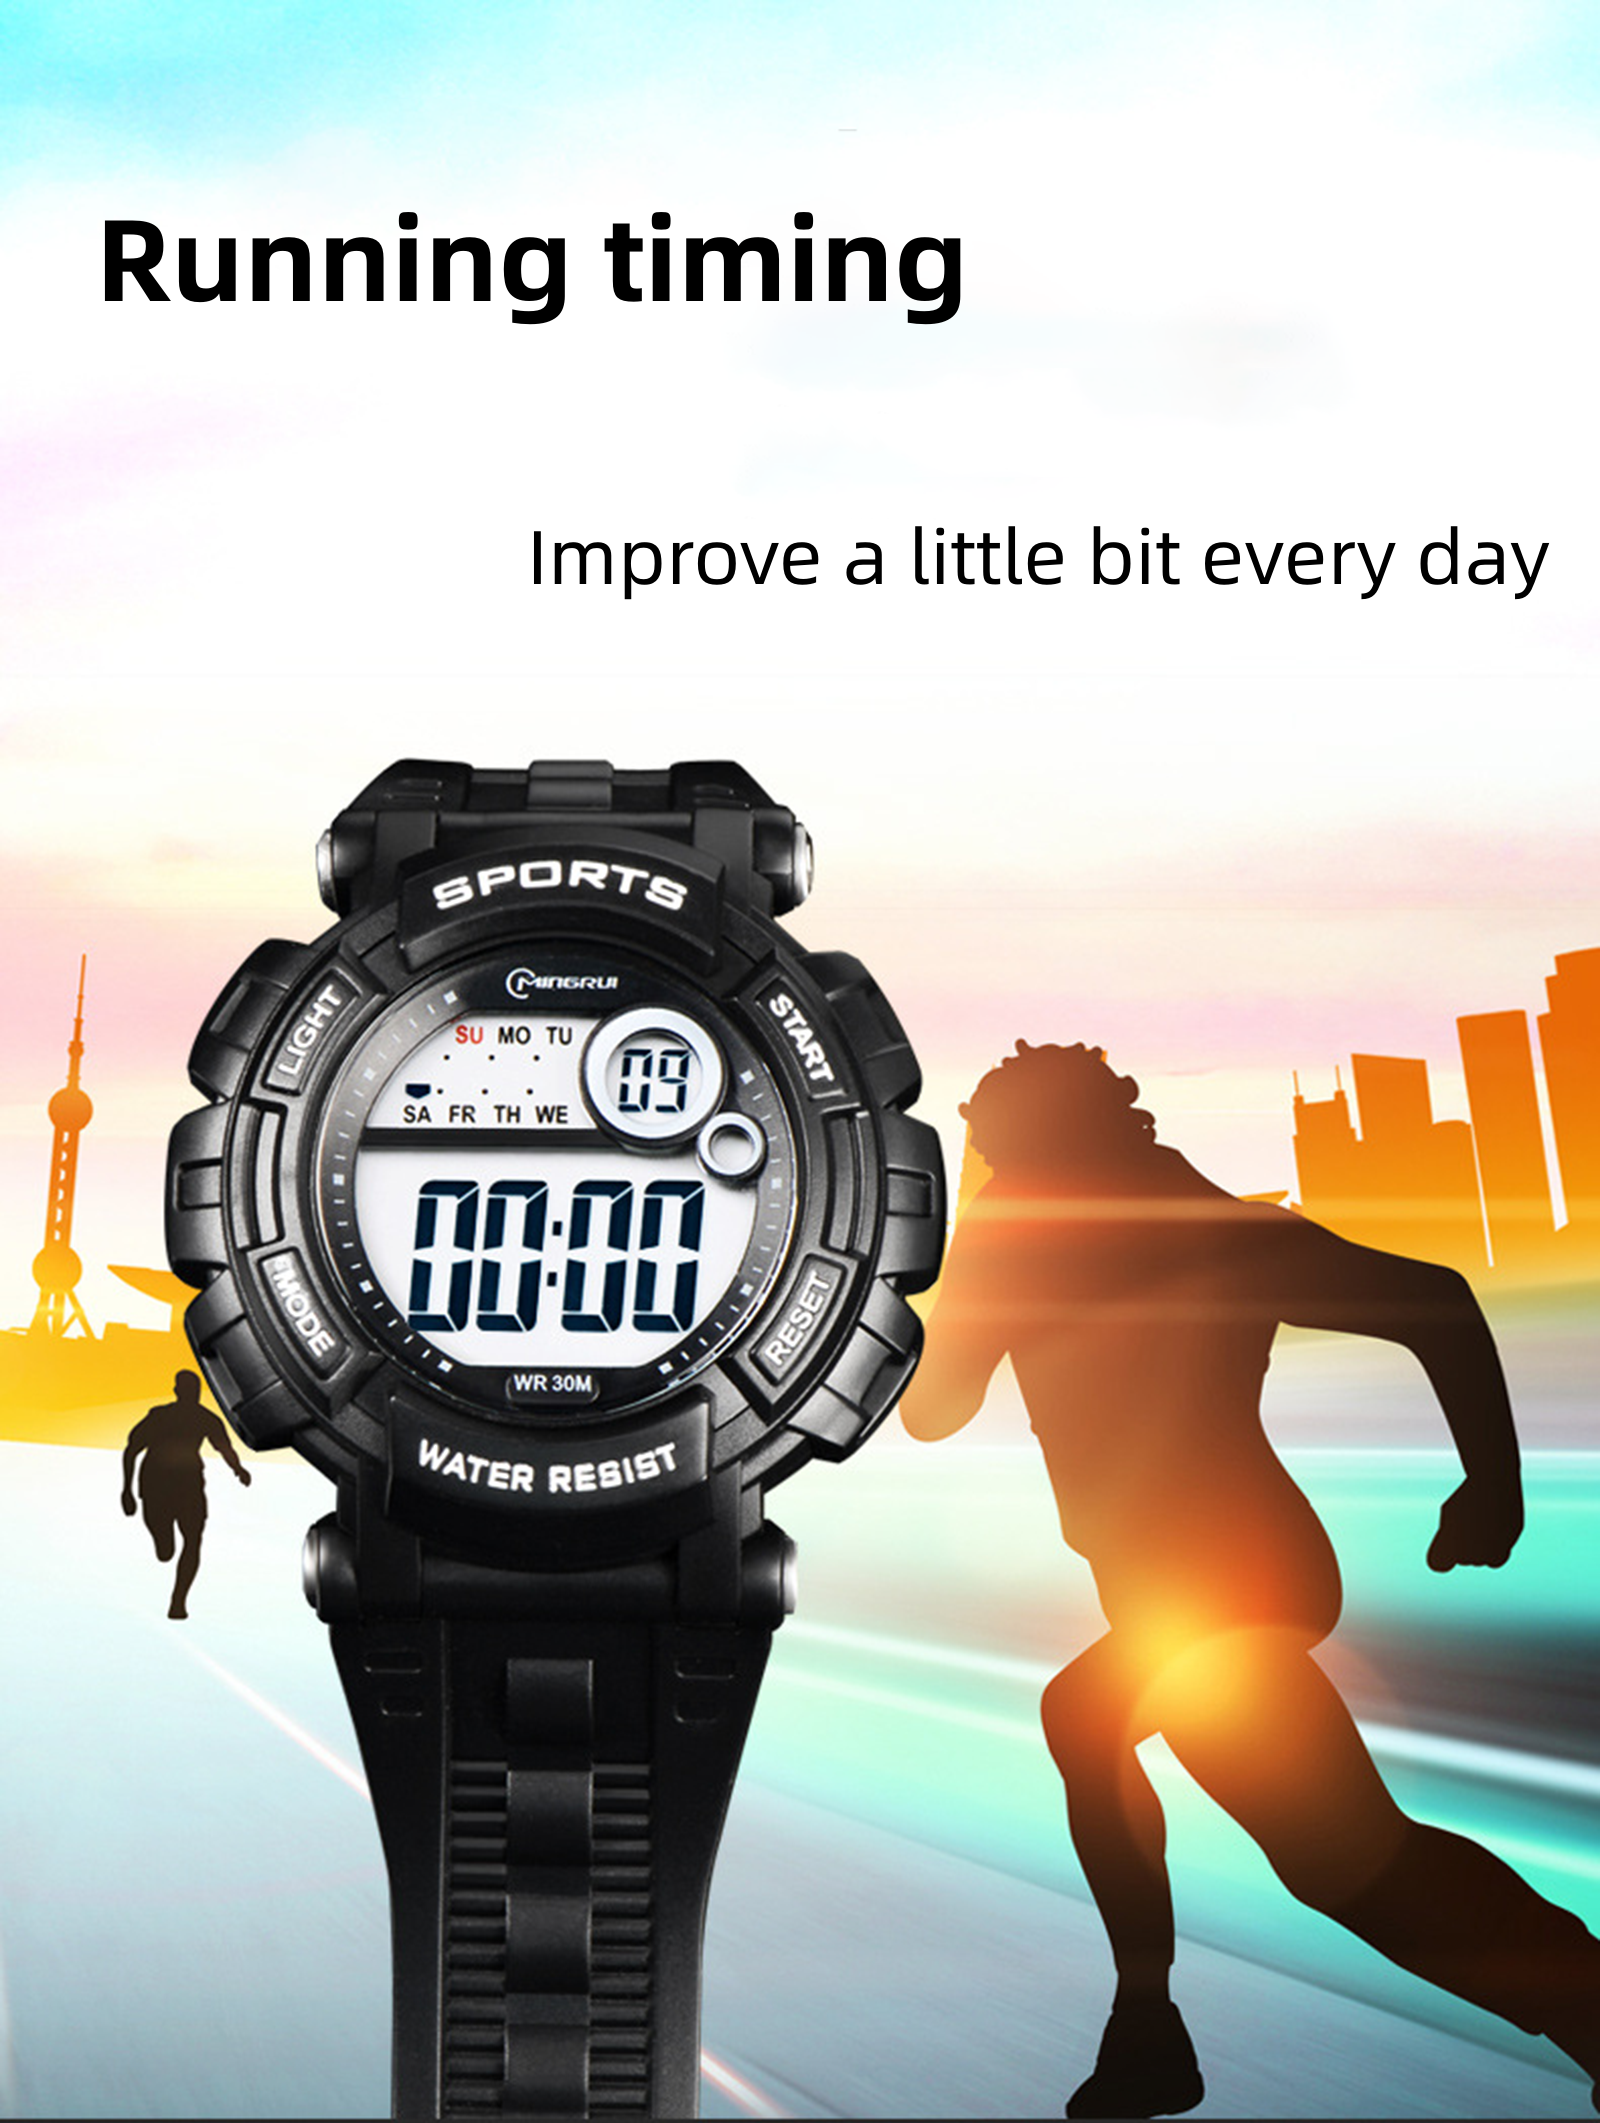 Running timing
Improve a little bit every day
SPORTS
MINGRUI
LIGHT
START
SU MO TU
09
SA FR TH WE
00:00
MODE
RESET
WR 30M
WATER RESIST